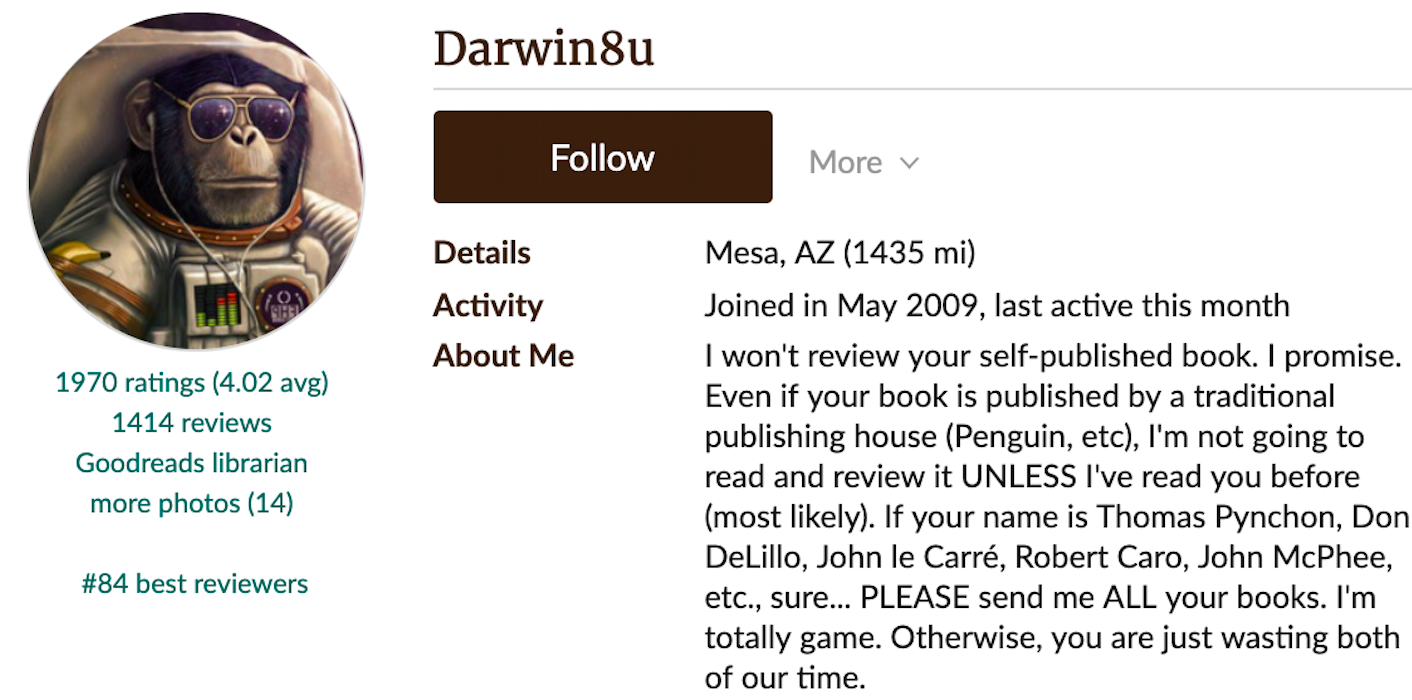 Darwin8u
Follow
More
Details
Mesa, AZ (1435 mi)
Activity
Joined in May 2009, last active this month
About Me
I won't review your self-published book. I promise.
Even if your book is published by a traditional
publishing house (Penguin, etc), I'm not going to
read and review it UNLESS I've read you before
(most likely). If your name is Thomas Pynchon, Don
DeLillo, John le Carré, Robert Caro, John McPhee,
etc., sure... PLEASE send me ALL your books. I'm
totally game. Otherwise, you are just wasting both
of our time.
1970 ratings (4.02 avg)
1414 reviews
Goodreads librarian
more photos (14)
#84 best reviewers